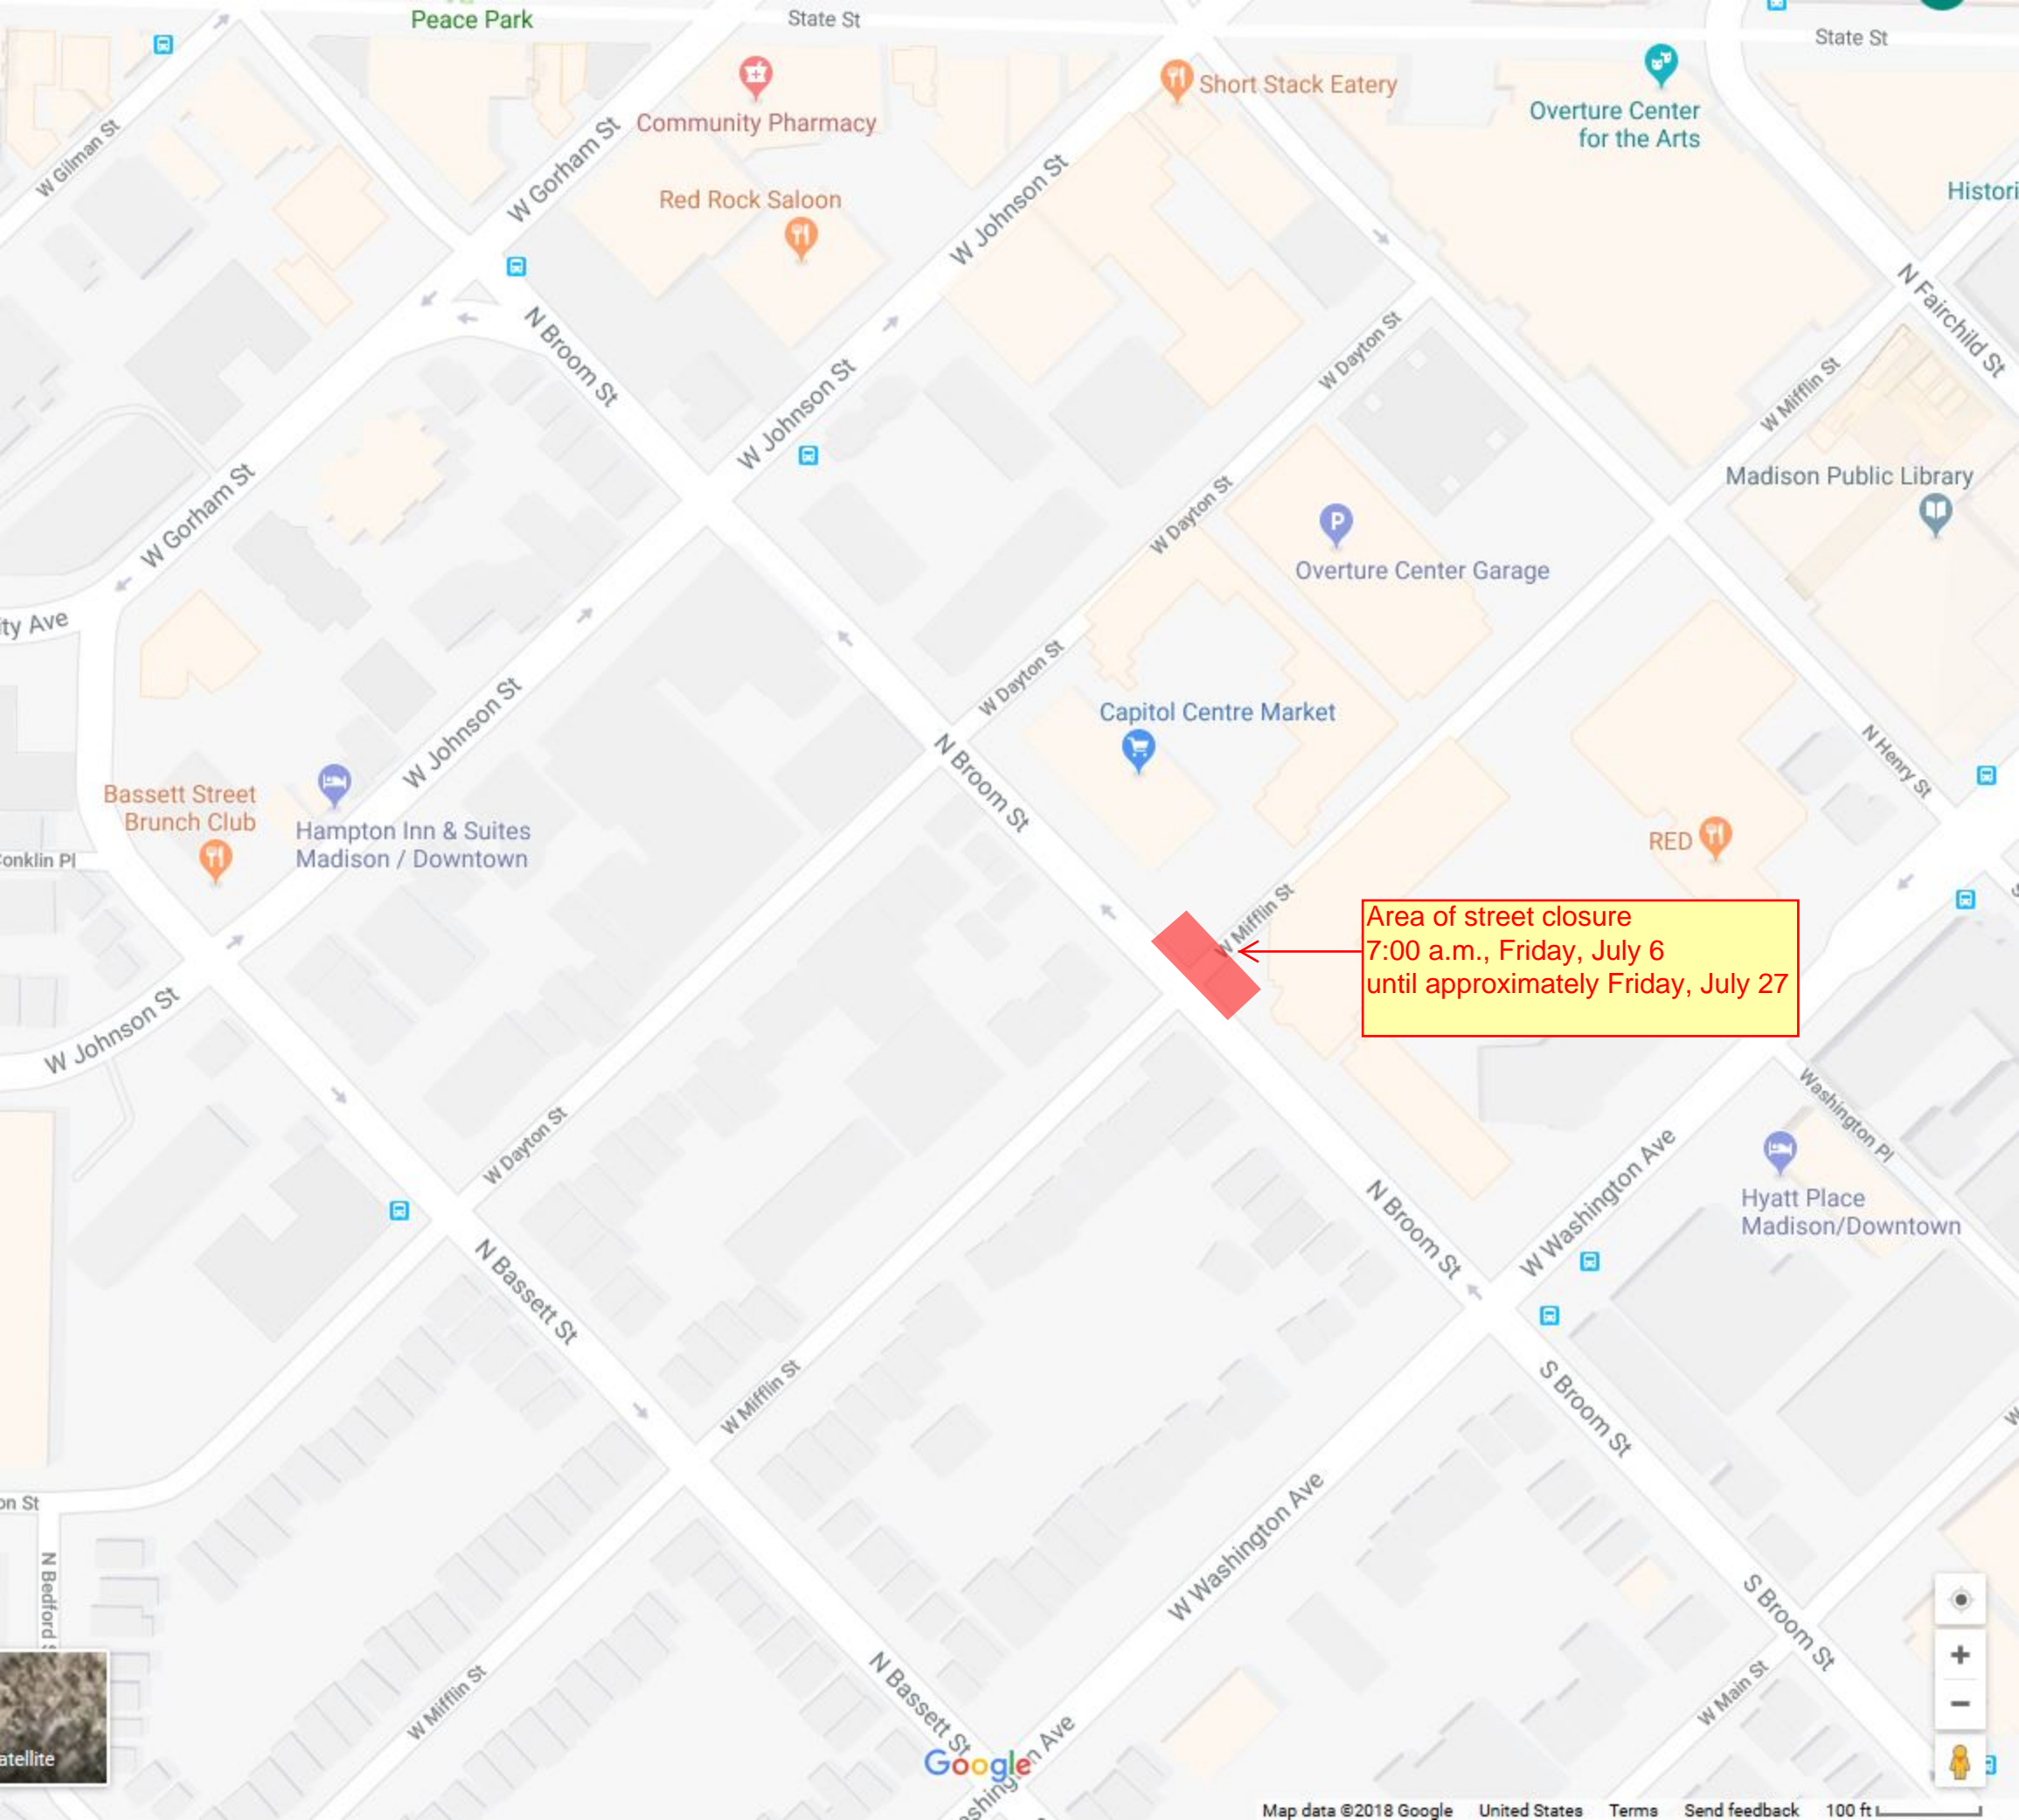 Peace Park
State St
State St
Short Stack Eatery
Overture Center
for the Arts
Community Pharmacy
W Gilman St
W Gorham St
W Johnson St
Red Rock Saloon
N Fairchild St
N Broom St
W Dayton St
W Johnson St
W Mifflin St
Madison Public Library
W Gorham St
W Dayton St
P
Overture Center Garage
Ave
W Dayton St
W Johnson St
Capitol Centre Market
N Henry St
N Broom St
Bassett Street
Brunch Club
Hampton Inn & Suites
Madison / Downtown
RED
Pl
W Mifflin St
Area of street closure
7:00 a.m., Friday, July 6
until approximately Friday, July 27
W Johnson St
Washington Pl
W Dayton St
W Washington Ave
Hyatt Place
Madison/Downtown
N Broom St
N Bassett St
W Mifflin St
S Broom St
St
W Washington Ave
N Bedford
S Broom St
W Mifflin St
N Bassett St
W Main St
Google
Ave
Map data ©2018 Google United States Terms Send feedback 100 ft